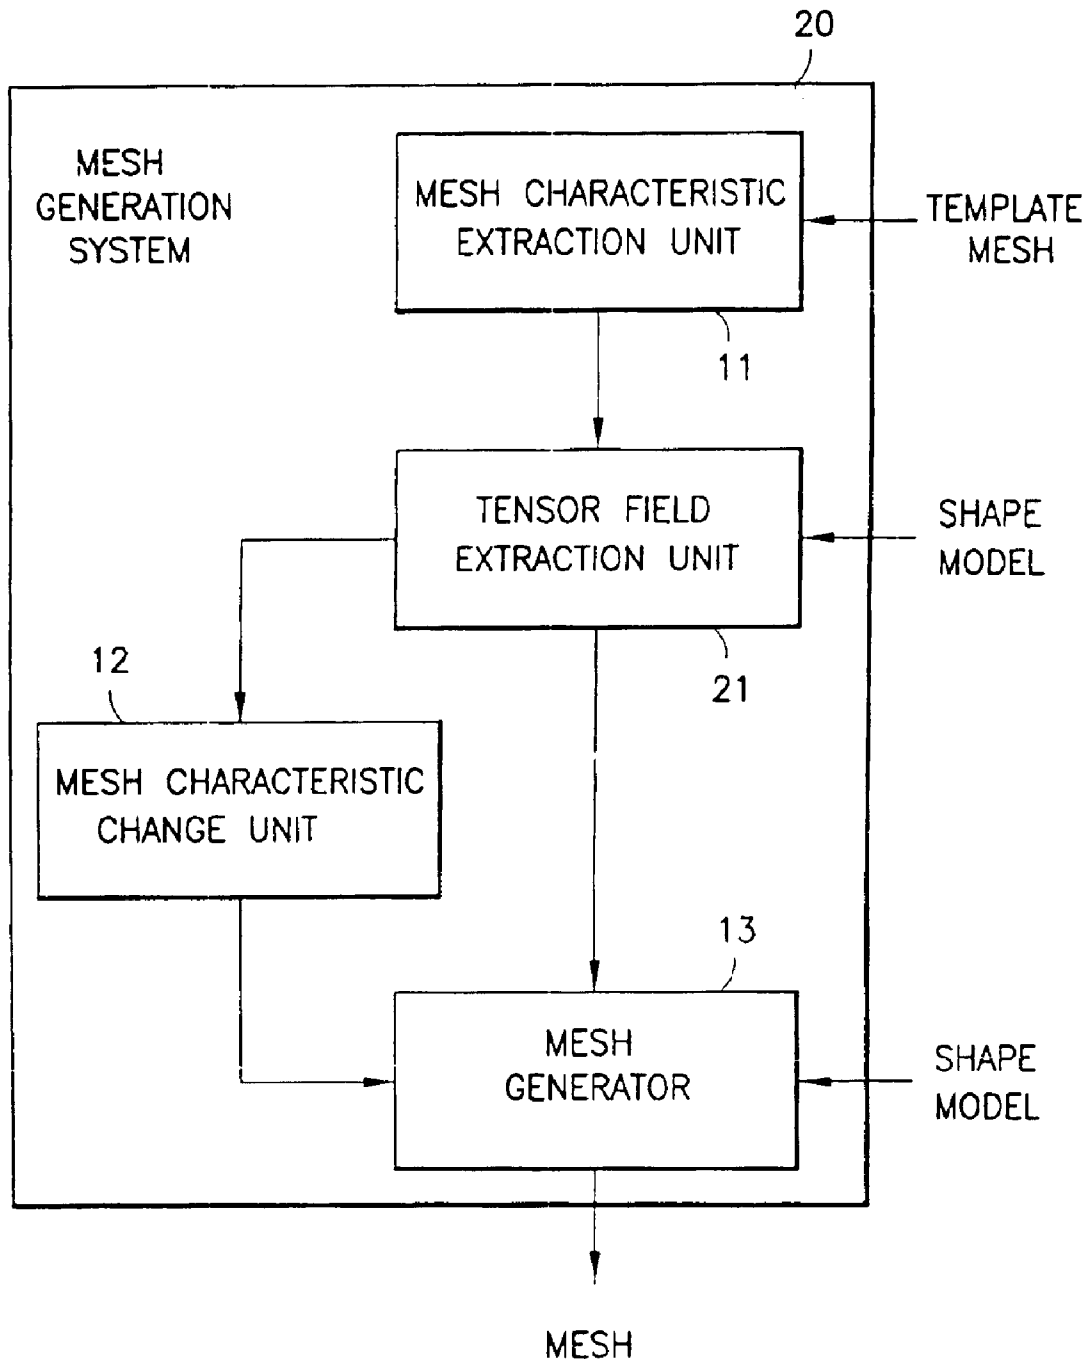 20
MESH
GENERATION
SYSTEM
MESH CHARACTERISTIC
EXTRACTION UNIT
TEMPLATE
MESH
11
TENSOR FIELD
EXTRACTION UNIT
SHAPE
MODEL
21
12
MESH CHARACTERISTIC
CHANGE UNIT
13
MESH
GENERATOR
SHAPE
MODEL
MESH